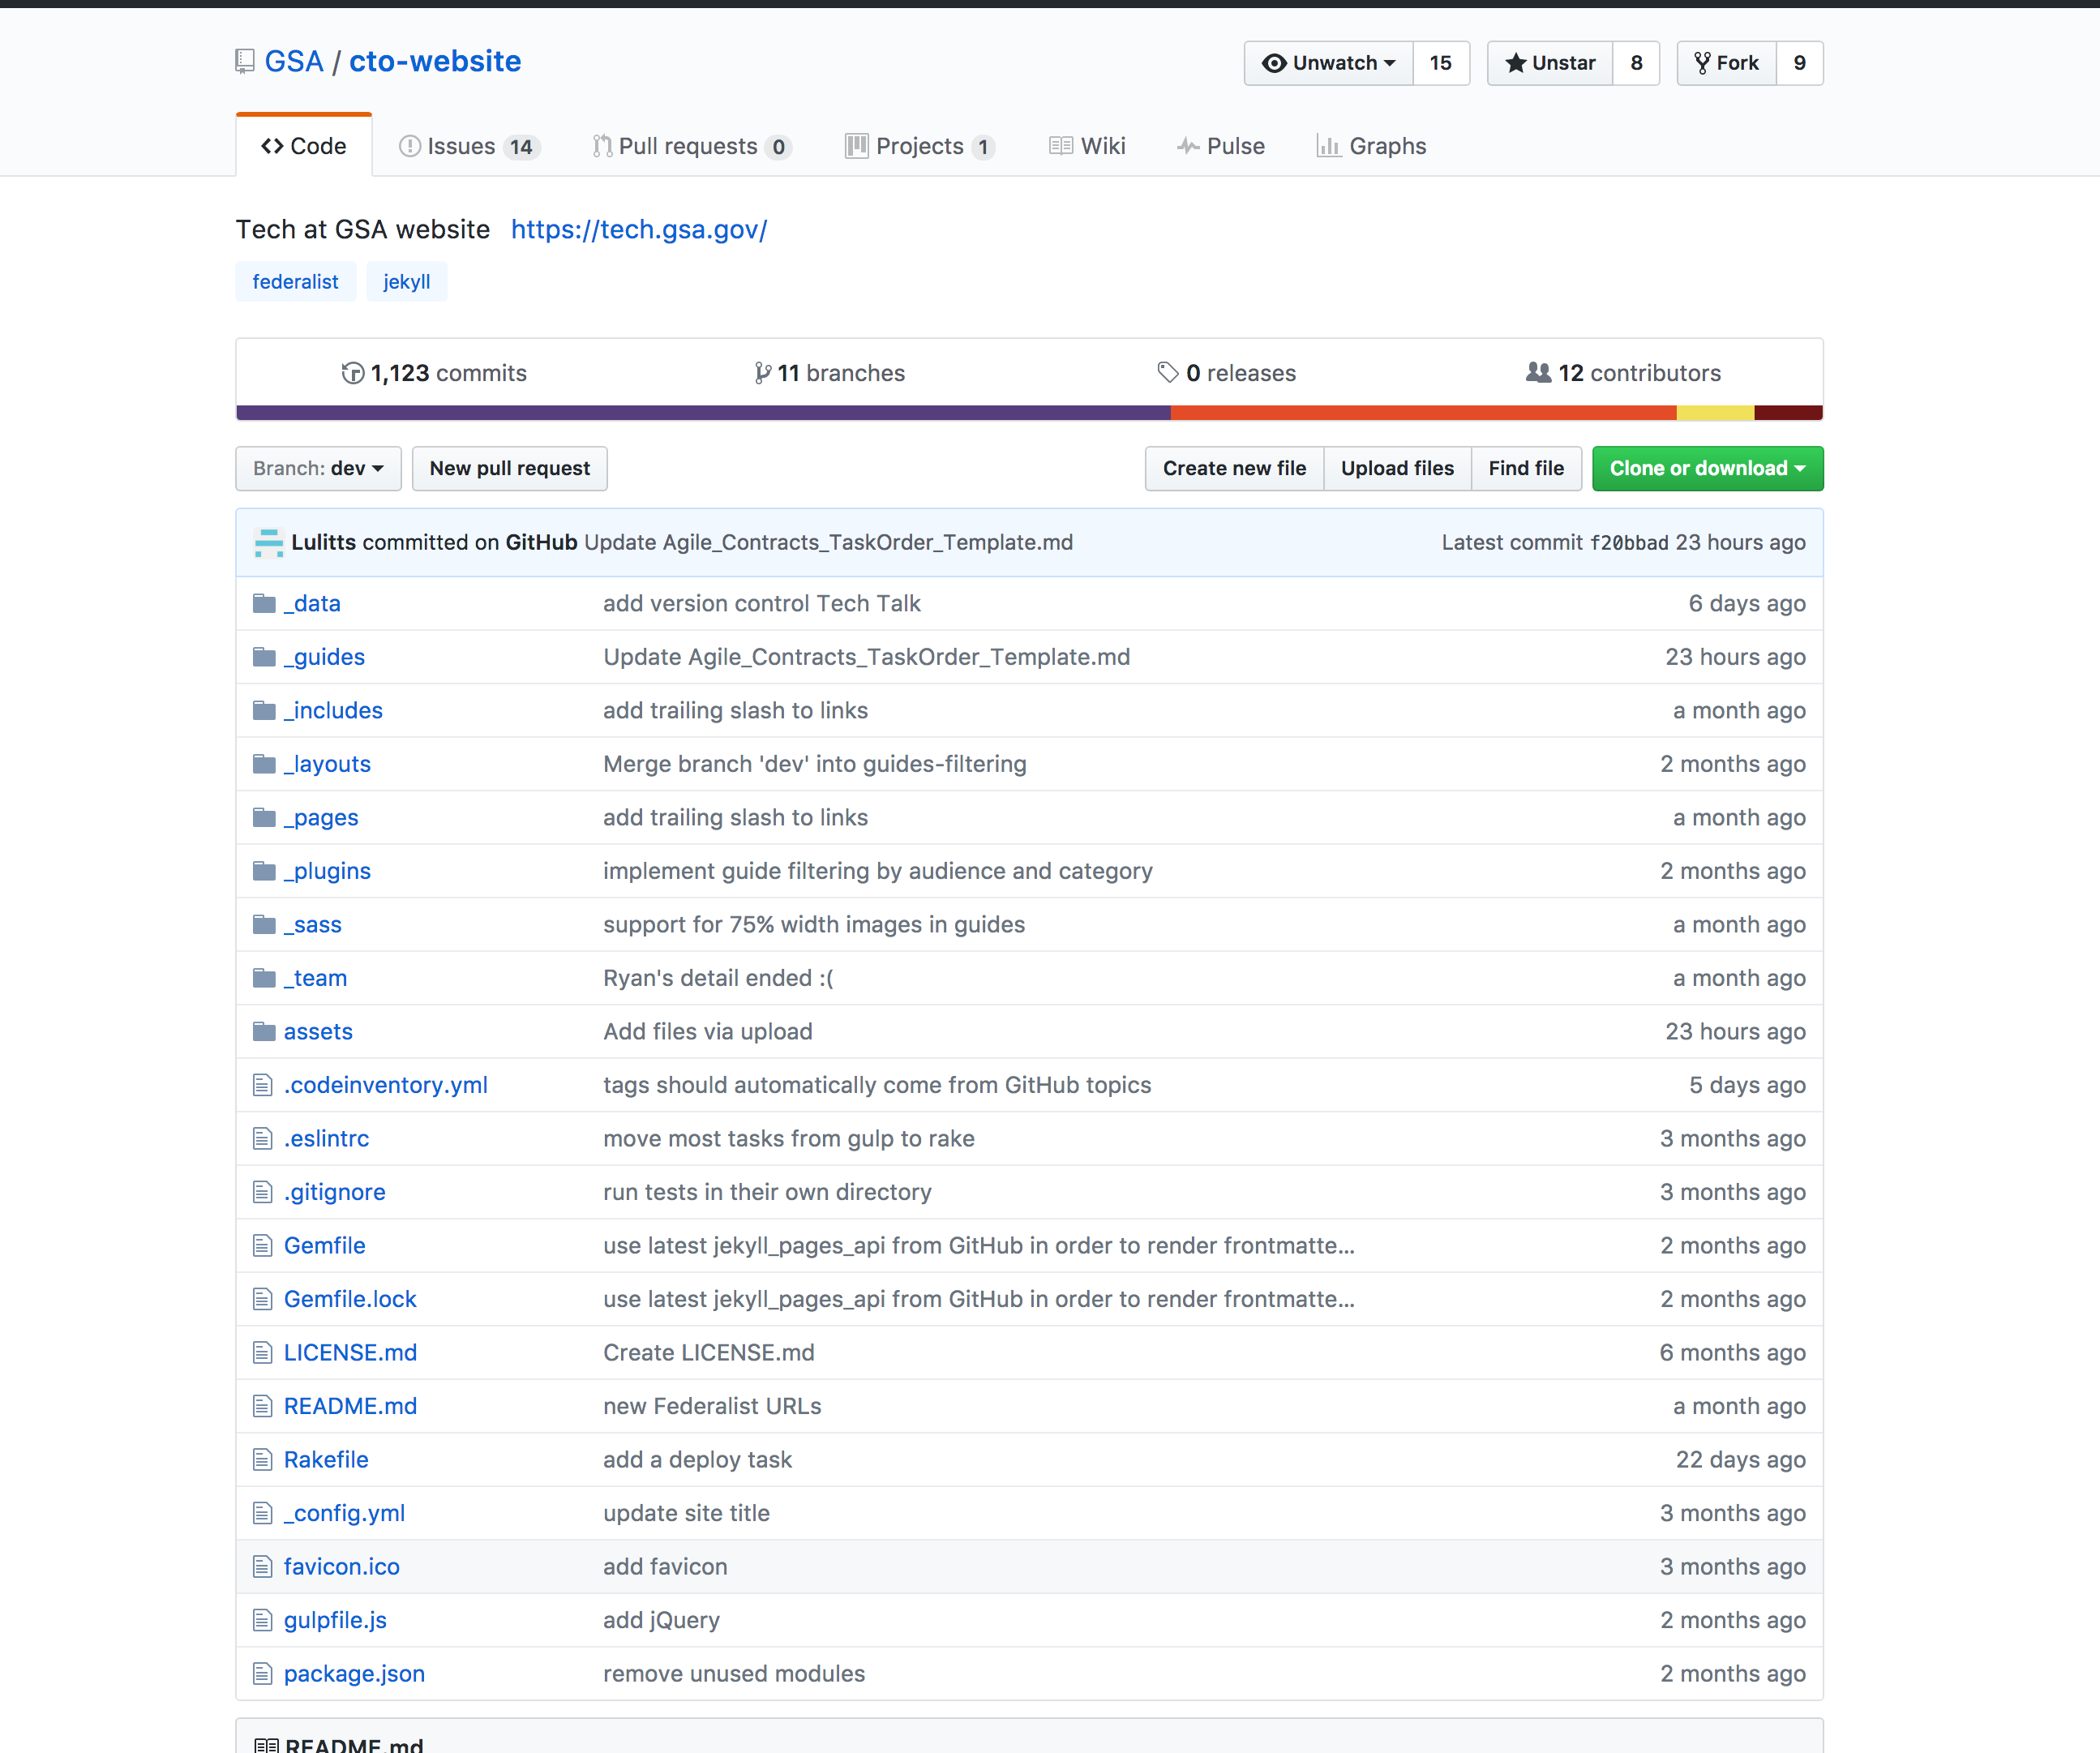 GSA / cto-website Unwatch 15 Unstar 8 Fork 9
Code Issues 14 Pull requests 0 Projects 1 Wiki Pulse Graphs
Tech at GSA website https://tech.gsa.gov/
federalist jekyll
1,123 commits 11 branches 0 releases 12 contributors
Branch: dev New pull request Create new file Upload files Find file Clone or download
Lulitts committed on GitHub Update Agile_Contracts_TaskOrder_Template.md Latest commit f20bbad 23 hours ago
_data add version control Tech Talk 6 days ago
_guides Update Agile_Contracts_TaskOrder_Template.md 23 hours ago
_includes add trailing slash to links a month ago
_layouts Merge branch 'dev' into guides-filtering 2 months ago
_pages add trailing slash to links a month ago
_plugins implement guide filtering by audience and category 2 months ago
_sass support for 75% width images in guides a month ago
_team Ryan's detail ended :( a month ago
assets Add files via upload 23 hours ago
.codeinventory.yml tags should automatically come from GitHub topics 5 days ago
.eslintrc move most tasks from gulp to rake 3 months ago
.gitignore run tests in their own directory 3 months ago
Gemfile use latest jekyll_pages_api from GitHub in order to render frontmatte... 2 months ago
Gemfile.lock use latest jekyll_pages_api from GitHub in order to render frontmatte... 2 months ago
LICENSE.md Create LICENSE.md 6 months ago
README.md new Federalist URLs a month ago
Rakefile add a deploy task 22 days ago
_config.yml update site title 3 months ago
favicon.ico add favicon 3 months ago
gulpfile.js add jQuery 2 months ago
package.json remove unused modules 2 months ago
README.md